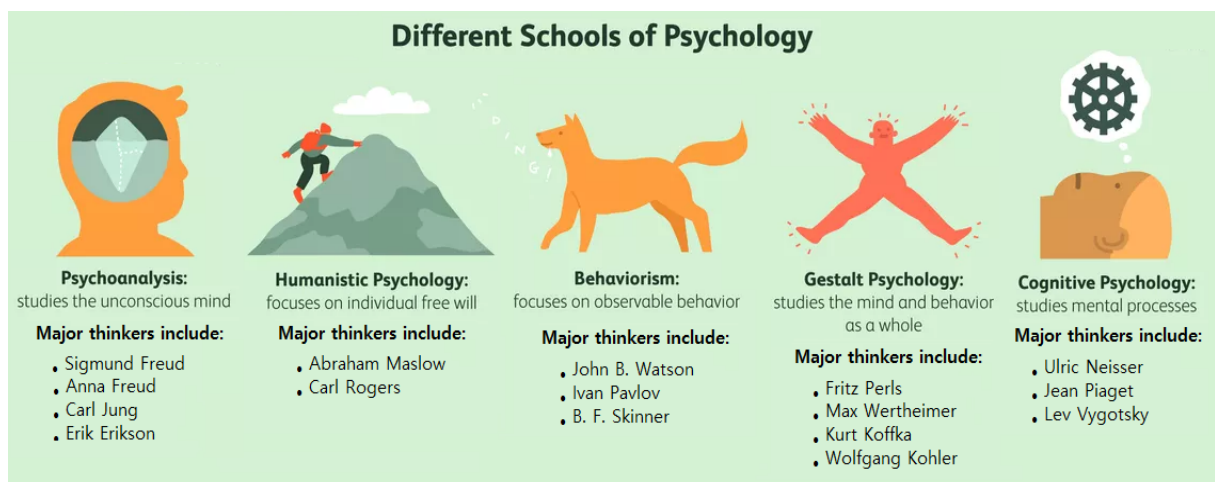 Different Schools of Psychology
DING!
Psychoanalysis:
studies the unconscious mind
Major thinkers include:
• Sigmund Freud
• Anna Freud
• Carl Jung
• Erik Erikson
Humanistic Psychology:
focuses on individual free will
Major thinkers include:
• Abraham Maslow
• Carl Rogers
Behaviorism:
focuses on observable behavior
Major thinkers include:
• John B. Watson
• Ivan Pavlov
• B. F. Skinner
Gestalt Psychology:
studies the mind and behavior
as a whole
Major thinkers include:
• Fritz Perls
• Max Wertheimer
• Kurt Koffka
• Wolfgang Kohler
Cognitive Psychology:
studies mental processes
Major thinkers include:
• Ulric Neisser
• Jean Piaget
• Lev Vygotsky